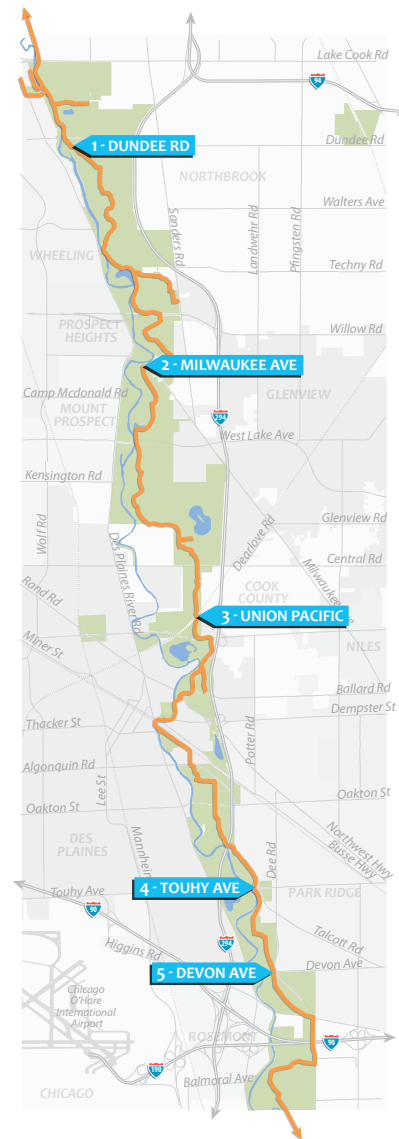 Lake Cook Rd
94
Dundee Rd
1 - DUNDEE RD
NORTHBROOK
Walters Ave
Sanders Rd
Landwehr Rd
Pfingsten Rd
WHEELING
Techny Rd
PROSPECT
HEIGHTS
Willow Rd
2 - MILWAUKEE AVE
Camp Mcdonald Rd
GLENVIEW
MOUNT
PROSPECT
294
West Lake Ave
Kensington Rd
Wolf Rd
Des Plaines River Rd
Dearlove Rd
Glenview Rd
Central Rd
Rand Rd
COOK
COUNTY
Milwaukee
3 - UNION PACIFIC
Miner St
NILES
Ballard Rd
Dempster St
Thacker St
Potter Rd
Algonquin Rd
Lee St
Oakton St
Oakton St
Northwest Hwy
Busse Hwy
DES
PLAINES
Mannheim
Dee Rd
4 - TOUHY AVE
Touhy Ave
PARK RIDGE
90
Talcott Rd
Higgins Rd
294
5 - DEVON AVE
Devon Ave
Chicago
O'Hare
International
Airport
ROSEMONT
90
190
Balmoral Ave
CHICAGO